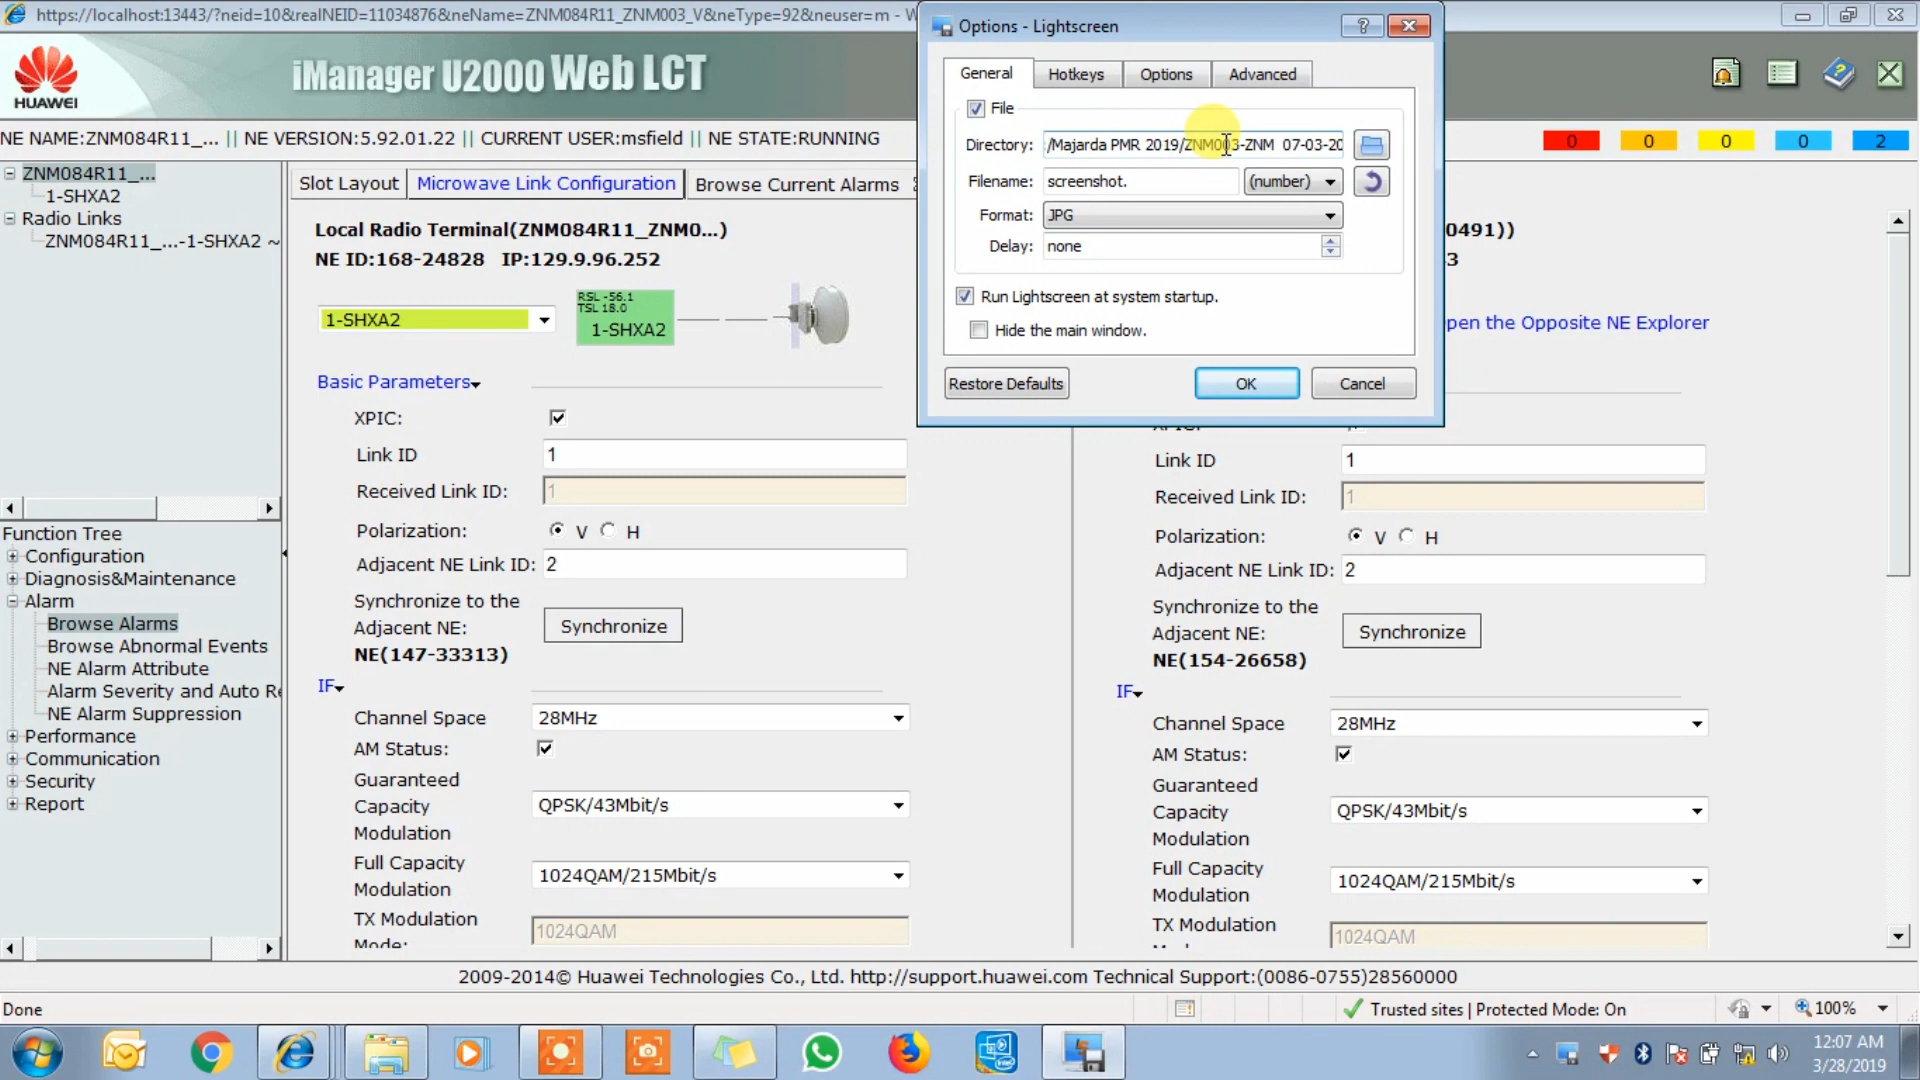 https://localhost:13443/?neid=10&realNEID=11034876&neName=ZNM084R11_ZNM003_V&neType=92&neuser=m - W
Options - Lightscreen
HUAWEI
iManager U2000 Web LCT
General
Hotkeys
Options
Advanced
File
NE NAME:ZNM084R11_... || NE VERSION:5.92.01.22 || CURRENT USER:msfield || NE STATE:RUNNING
0
0
0
0
2
Directory: :/Majarda PMR 2019/ZNM003-ZNM 07-03-20
Filename: screenshot. (number)
Format: JPG
Delay: none
Run Lightscreen at system startup.
Hide the main window.
Restore Defaults
OK
Cancel
ZNM084R11_...
1-SHXA2
Radio Links
ZNM084R11_...-1-SHXA2 ~
Slot Layout
Microwave Link Configuration
Browse Current Alarms
Local Radio Terminal(ZNM084R11_ZNM0...)
0491))
NE ID:168-24828 IP:129.9.96.252
3
1-SHXA2
RSL -56.1
TSL 18.0
1-SHXA2
pen the Opposite NE Explorer
Basic Parameters
XPIC:
Link ID 1
Received Link ID: 1
Polarization: V H
Adjacent NE Link ID: 2
Synchronize to the
Adjacent NE:
Synchronize
NE(147-33313)
IF
Channel Space 28MHz
AM Status:
Guaranteed
Capacity QPSK/43Mbit/s
Modulation
Full Capacity
Modulation
1024QAM/215Mbit/s
TX Modulation
Mode:
1024QAM
XPIC:
Link ID 1
Received Link ID: 1
Polarization: V H
Adjacent NE Link ID: 2
Synchronize to the
Adjacent NE:
Synchronize
NE(154-26658)
IF
Channel Space 28MHz
AM Status:
Guaranteed
Capacity QPSK/43Mbit/s
Modulation
Full Capacity
Modulation
1024QAM/215Mbit/s
TX Modulation
1024QAM
Function Tree
Configuration
Diagnosis&Maintenance
Alarm
Browse Alarms
Browse Abnormal Events
NE Alarm Attribute
Alarm Severity and Auto Re
NE Alarm Suppression
Performance
Communication
Security
Report
2009-2014© Huawei Technologies Co., Ltd. http://support.huawei.com Technical Support:(0086-0755)28560000
Done
Trusted sites | Protected Mode: On
100%
12:07 AM
3/28/2019